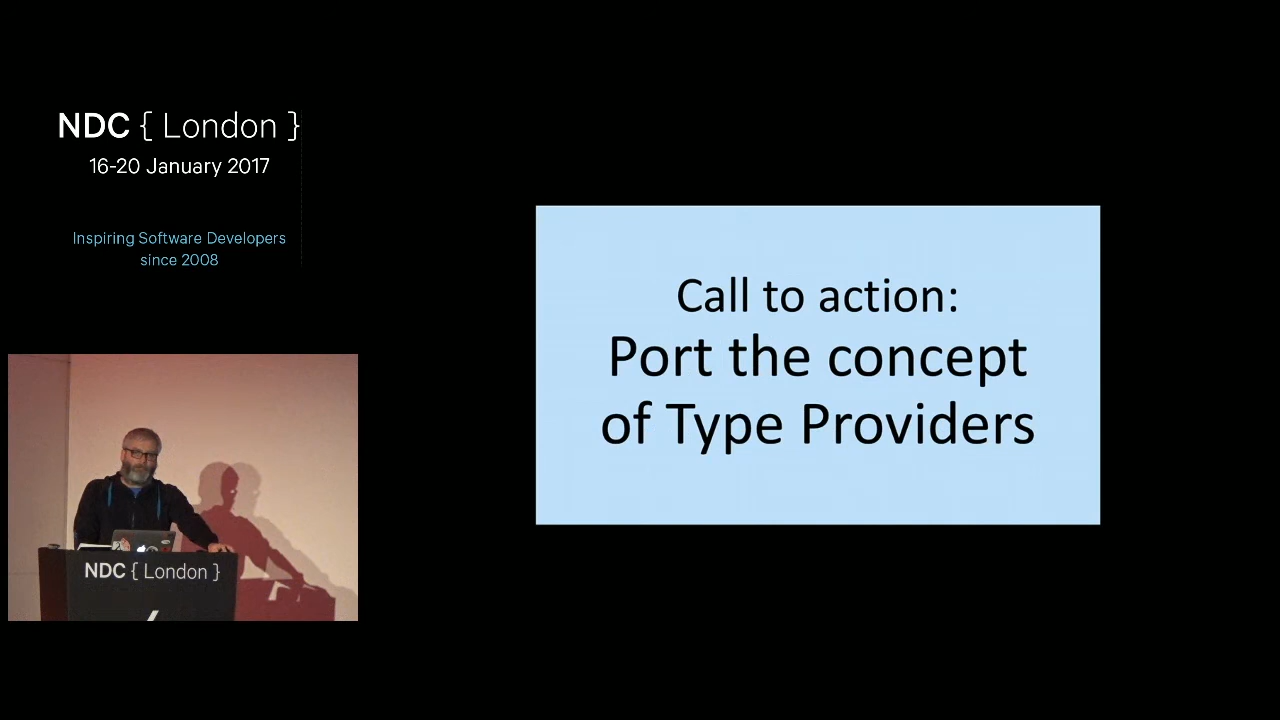 NDC { London }
16-20 January 2017
Inspiring Software Developers
since 2008
Call to action:
Port the concept
of Type Providers
NDC { London }